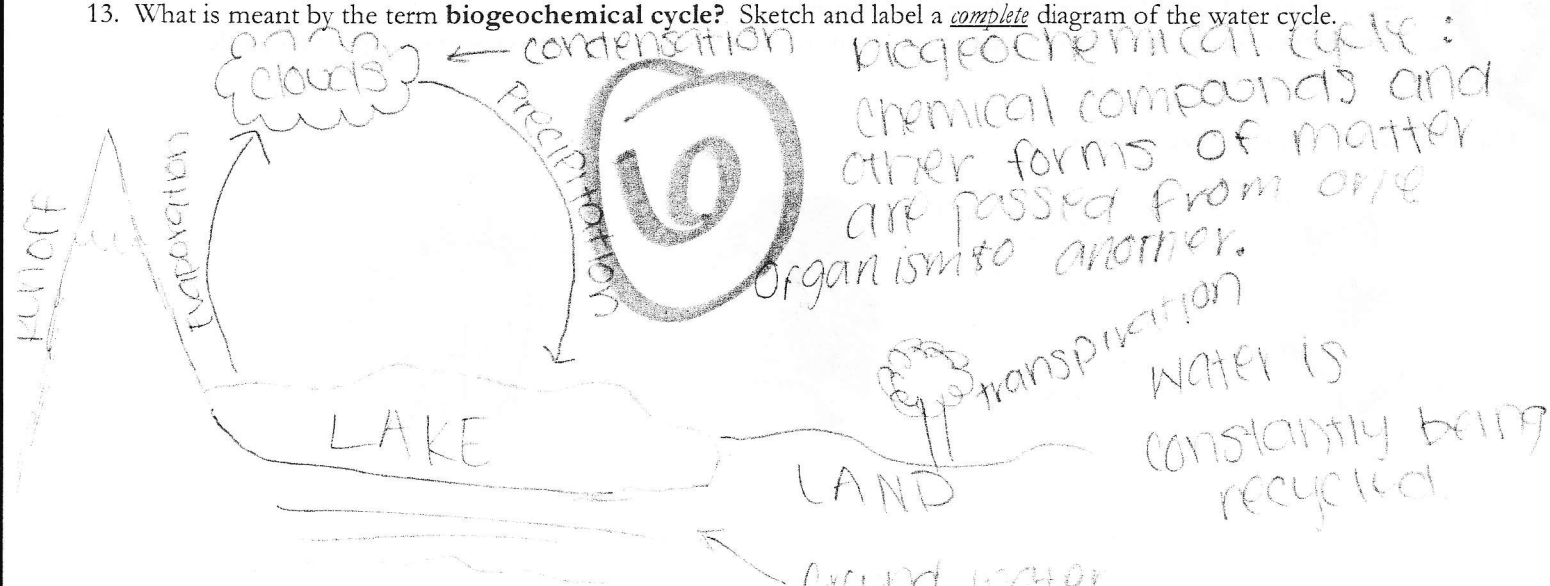 13. What is meant by the term biogeochemical cycle? Sketch and label a complete diagram of the water cycle.
clouds
condensation
Precipitation
Evaporation
runoff
6
biogeochemical cycle:
chemical compounds and
other forms of matter
are passed from one
organism to another.
transpiration
water is
constantly being
recycled.
LAKE
LAND
Ground water